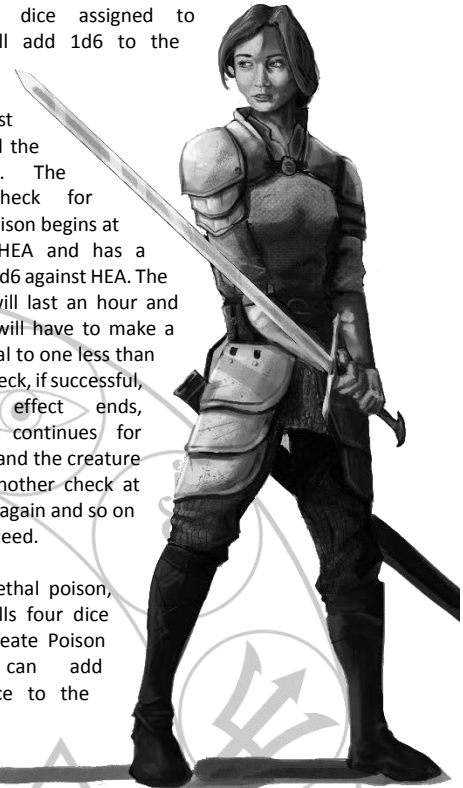 dice assigned to
ll add 1d6 to the
st
d the
. The
heck for
ison begins at
HEA and has a
d6 against HEA. The
will last an hour and
will have to make a
al to one less than
eck, if successful,
effect ends,
continues for
and the creature
nother check at
again and so on
ceed.
ethal poison,
lls four dice
eate Poison
can add
ce to the